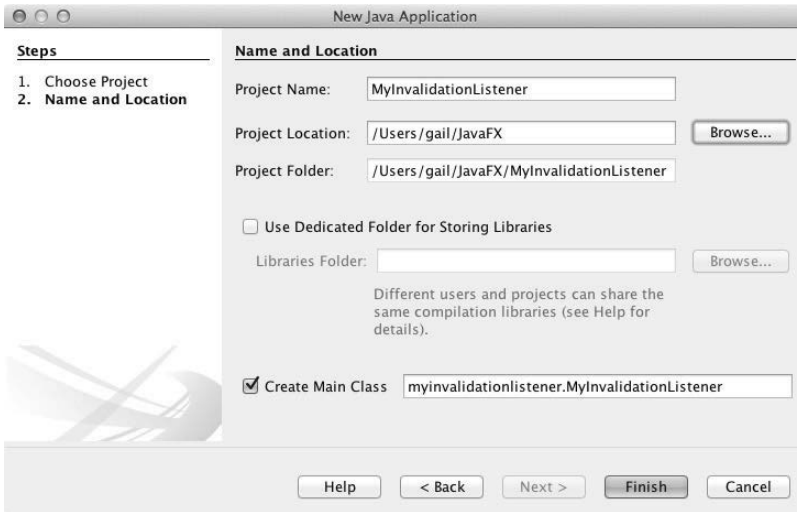 New Java Application
Steps
1. Choose Project
2. Name and Location
Name and Location
Project Name: MyInvalidationListener
Project Location: /Users/gail/JavaFX Browse...
Project Folder: /Users/gail/JavaFX/MyInvalidationListener
Use Dedicated Folder for Storing Libraries
Libraries Folder: Browse...
Different users and projects can share the
same compilation libraries (see Help for
details).
Create Main Class myinvalidationlistener.MyInvalidationListener
Help < Back Next > Finish Cancel